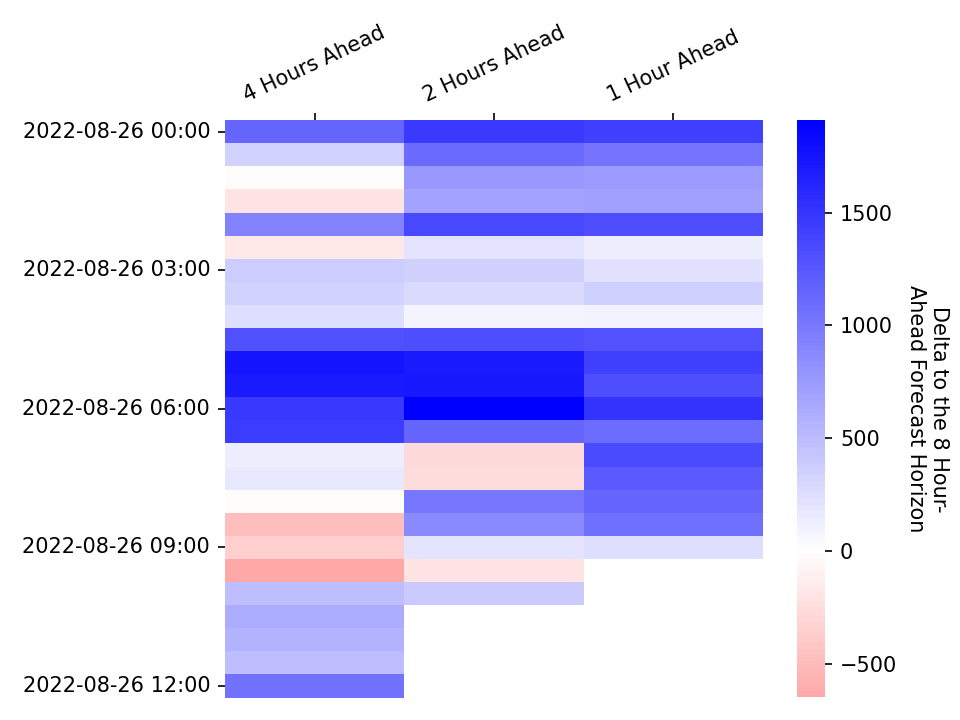 4 Hours Ahead
2 Hours Ahead
1 Hour Ahead
2022-08-26 00:00
2022-08-26 03:00
2022-08-26 06:00
2022-08-26 09:00
2022-08-26 12:00
1500
1000
500
0
−500
Delta to the 8 Hour-
Ahead Forecast Horizon